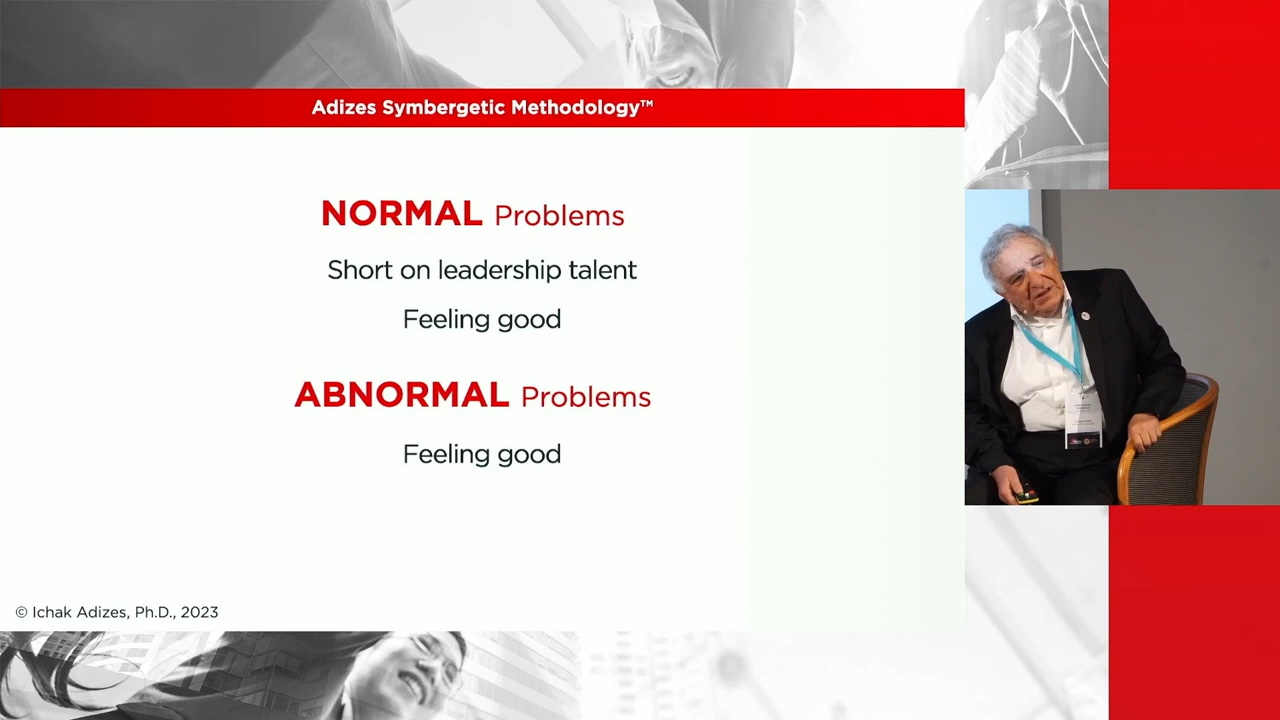 Adizes Symbergetic Methodology™
NORMAL Problems
Short on leadership talent
Feeling good
ABNORMAL Problems
Feeling good
© Ichak Adizes, Ph.D., 2023